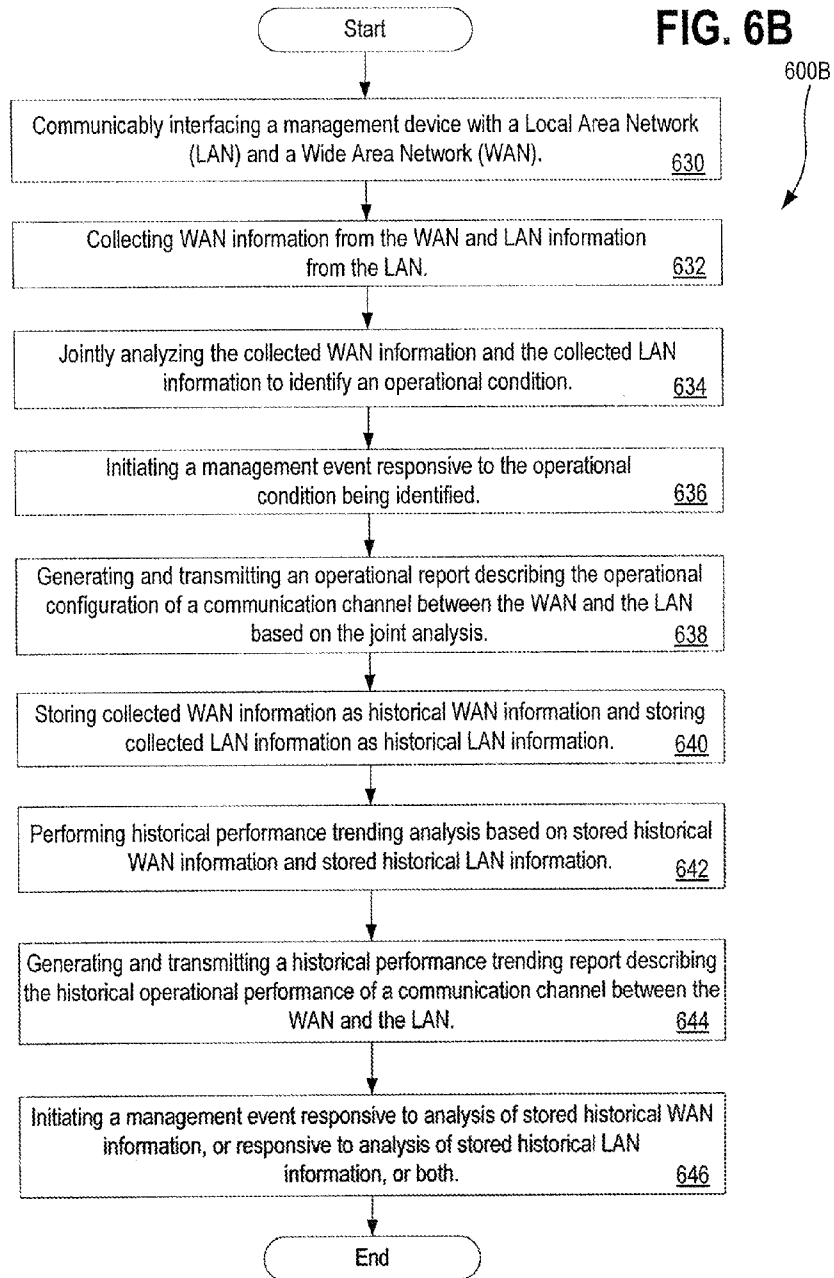 Start
FIG. 6B
600B
Communicably interfacing a management device with a Local Area Network
(LAN) and a Wide Area Network (WAN).
630
Collecting WAN information from the WAN and LAN information
from the LAN.
632
Jointly analyzing the collected WAN information and the collected LAN
information to identify an operational condition.
634
Initiating a management event responsive to the operational
condition being identified.
636
Generating and transmitting an operational report describing the operational
configuration of a communication channel between the WAN and the LAN
based on the joint analysis.
638
Storing collected WAN information as historical WAN information and storing
collected LAN information as historical LAN information.
640
Performing historical performance trending analysis based on stored historical
WAN information and stored historical LAN information.
642
Generating and transmitting a historical performance trending report describing
the historical operational performance of a communication channel between the
WAN and the LAN.
644
Initiating a management event responsive to analysis of stored historical WAN
information, or responsive to analysis of stored historical LAN
information, or both.
646
End